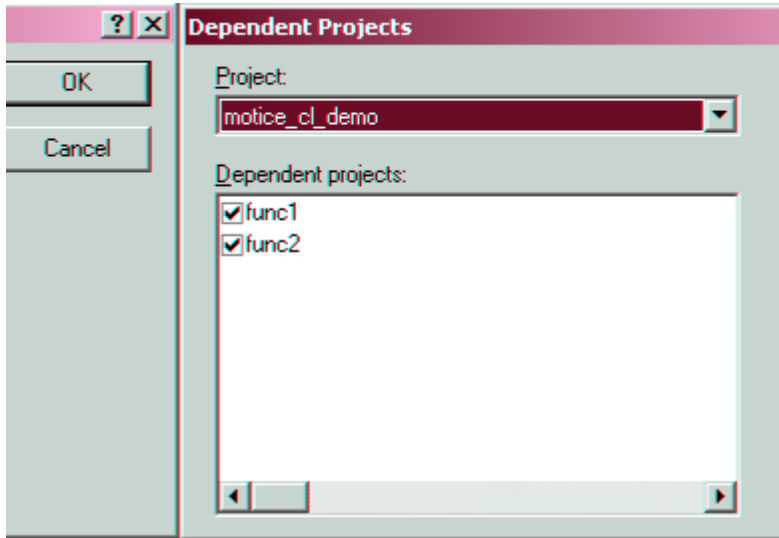 OK
Cancel
Dependent Projects
Project:
motice_cl_demo
Dependent projects:
func1
func2